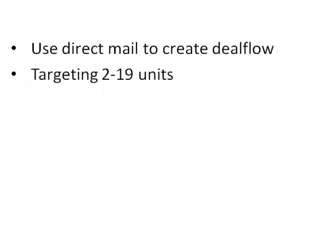 • Use direct mail to create dealflow
• Targeting 2-19 units